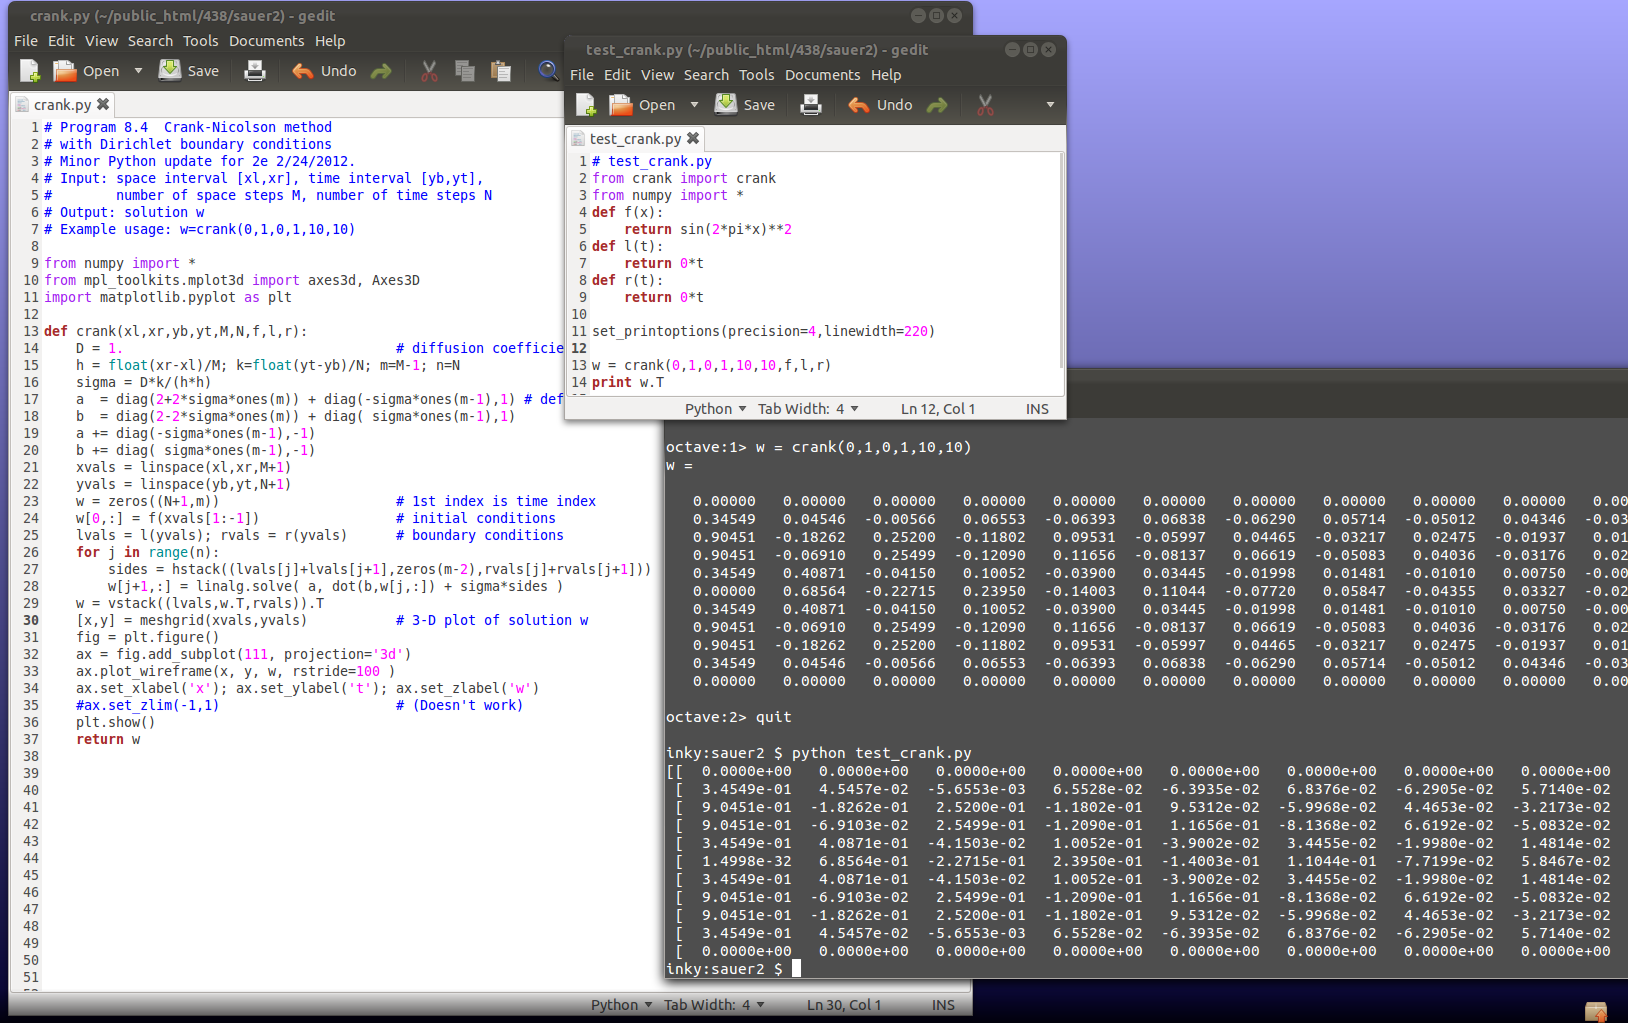 crank.py (~/public_html/438/sauer2) - gedit
File Edit View Search Tools Documents Help
Open Save Undo
crank.py
1 # Program 8.4  Crank-Nicolson method
2 # with Dirichlet boundary conditions
3 # Minor Python update for 2e 2/24/2012.
4 # Input: space interval [xl,xr], time interval [yb,yt],
5 #        number of space steps M, number of time steps N
6 # Output: solution w
7 # Example usage: w=crank(0,1,0,1,10,10)
8
9 from numpy import *
10 from mpl_toolkits.mplot3d import axes3d, Axes3D
11 import matplotlib.pyplot as plt
12
13 def crank(xl,xr,yb,yt,M,N,f,l,r):
14     D = 1.                                  # diffusion coefficie
15     h = float(xr-xl)/M; k=float(yt-yb)/N; m=M-1; n=N
16     sigma = D*k/(h*h)
17     a  = diag(2+2*sigma*ones(m)) + diag(-sigma*ones(m-1),1) # def
18     b  = diag(2-2*sigma*ones(m)) + diag( sigma*ones(m-1),1)
19     a += diag(-sigma*ones(m-1),-1)
20     b += diag( sigma*ones(m-1),-1)
21     xvals = linspace(xl,xr,M+1)
22     yvals = linspace(yb,yt,N+1)
23     w = zeros((N+1,m))                      # 1st index is time index
24     w[0,:] = f(xvals[1:-1])                 # initial conditions
25     lvals = l(yvals); rvals = r(yvals)      # boundary conditions
26     for j in range(n):
27         sides = hstack((lvals[j]+lvals[j+1],zeros(m-2),rvals[j]+rvals[j+1]))
28         w[j+1,:] = linalg.solve( a, dot(b,w[j,:]) + sigma*sides )
29     w = vstack((lvals,w.T,rvals)).T
30     [x,y] = meshgrid(xvals,yvals)           # 3-D plot of solution w
31     fig = plt.figure()
32     ax = fig.add_subplot(111, projection='3d')
33     ax.plot_wireframe(x, y, w, rstride=100 )
34     ax.set_xlabel('x'); ax.set_ylabel('t'); ax.set_zlabel('w')
35     #ax.set_zlim(-1,1)                      # (Doesn't work)
36     plt.show()
37     return w
38
39
40
41
42
43
44
45
46
47
48
49
50
51
Python Tab Width: 4 Ln 30, Col 1 INS
test_crank.py (~/public_html/438/sauer2) - gedit
File Edit View Search Tools Documents Help
Open Save Undo
test_crank.py
1 # test_crank.py
2 from crank import crank
3 from numpy import *
4 def f(x):
5     return sin(2*pi*x)**2
6 def l(t):
7     return 0*t
8 def r(t):
9     return 0*t
10
11 set_printoptions(precision=4,linewidth=220)
12
13 w = crank(0,1,0,1,10,10,f,l,r)
14 print w.T
Python Tab Width: 4 Ln 12, Col 1 INS
octave:1> w = crank(0,1,0,1,10,10)
w =
0.00000 0.00000 0.00000 0.00000 0.00000 0.00000 0.00000 0.00000 0.00000 0.00000 0.00
0.34549 0.04546 -0.00566 0.06553 -0.06393 0.06838 -0.06290 0.05714 -0.05012 0.04346 -0.03
0.90451 -0.18262 0.25200 -0.11802 0.09531 -0.05997 0.04465 -0.03217 0.02475 -0.01937 0.01
0.90451 -0.06910 0.25499 -0.12090 0.11656 -0.08137 0.06619 -0.05083 0.04036 -0.03176 0.02
0.34549 0.40871 -0.04150 0.10052 -0.03900 0.03445 -0.01998 0.01481 -0.01010 0.00750 -0.00
0.00000 0.68564 -0.22715 0.23950 -0.14003 0.11044 -0.07720 0.05847 -0.04355 0.03327 -0.02
0.34549 0.40871 -0.04150 0.10052 -0.03900 0.03445 -0.01998 0.01481 -0.01010 0.00750 -0.00
0.90451 -0.06910 0.25499 -0.12090 0.11656 -0.08137 0.06619 -0.05083 0.04036 -0.03176 0.02
0.90451 -0.18262 0.25200 -0.11802 0.09531 -0.05997 0.04465 -0.03217 0.02475 -0.01937 0.01
0.34549 0.04546 -0.00566 0.06553 -0.06393 0.06838 -0.06290 0.05714 -0.05012 0.04346 -0.03
0.00000 0.00000 0.00000 0.00000 0.00000 0.00000 0.00000 0.00000 0.00000 0.00000 0.00
octave:2> quit
inky:sauer2 $ python test_crank.py
[[ 0.0000e+00 0.0000e+00 0.0000e+00 0.0000e+00 0.0000e+00 0.0000e+00 0.0000e+00 0.0000e+00
[ 3.4549e-01 4.5457e-02 -5.6553e-03 6.5528e-02 -6.3935e-02 6.8376e-02 -6.2905e-02 5.7140e-02
[ 9.0451e-01 -1.8262e-01 2.5200e-01 -1.1802e-01 9.5312e-02 -5.9968e-02 4.4653e-02 -3.2173e-02
[ 9.0451e-01 -6.9103e-02 2.5499e-01 -1.2090e-01 1.1656e-01 -8.1368e-02 6.6192e-02 -5.0832e-02
[ 3.4549e-01 4.0871e-01 -4.1503e-02 1.0052e-01 -3.9002e-02 3.4455e-02 -1.9980e-02 1.4814e-02
[ 1.4998e-32 6.8564e-01 -2.2715e-01 2.3950e-01 -1.4003e-01 1.1044e-01 -7.7199e-02 5.8467e-02
[ 3.4549e-01 4.0871e-01 -4.1503e-02 1.0052e-01 -3.9002e-02 3.4455e-02 -1.9980e-02 1.4814e-02
[ 9.0451e-01 -6.9103e-02 2.5499e-01 -1.2090e-01 1.1656e-01 -8.1368e-02 6.6192e-02 -5.0832e-02
[ 9.0451e-01 -1.8262e-01 2.5200e-01 -1.1802e-01 9.5312e-02 -5.9968e-02 4.4653e-02 -3.2173e-02
[ 3.4549e-01 4.5457e-02 -5.6553e-03 6.5528e-02 -6.3935e-02 6.8376e-02 -6.2905e-02 5.7140e-02
[ 0.0000e+00 0.0000e+00 0.0000e+00 0.0000e+00 0.0000e+00 0.0000e+00 0.0000e+00 0.0000e+00
inky:sauer2 $